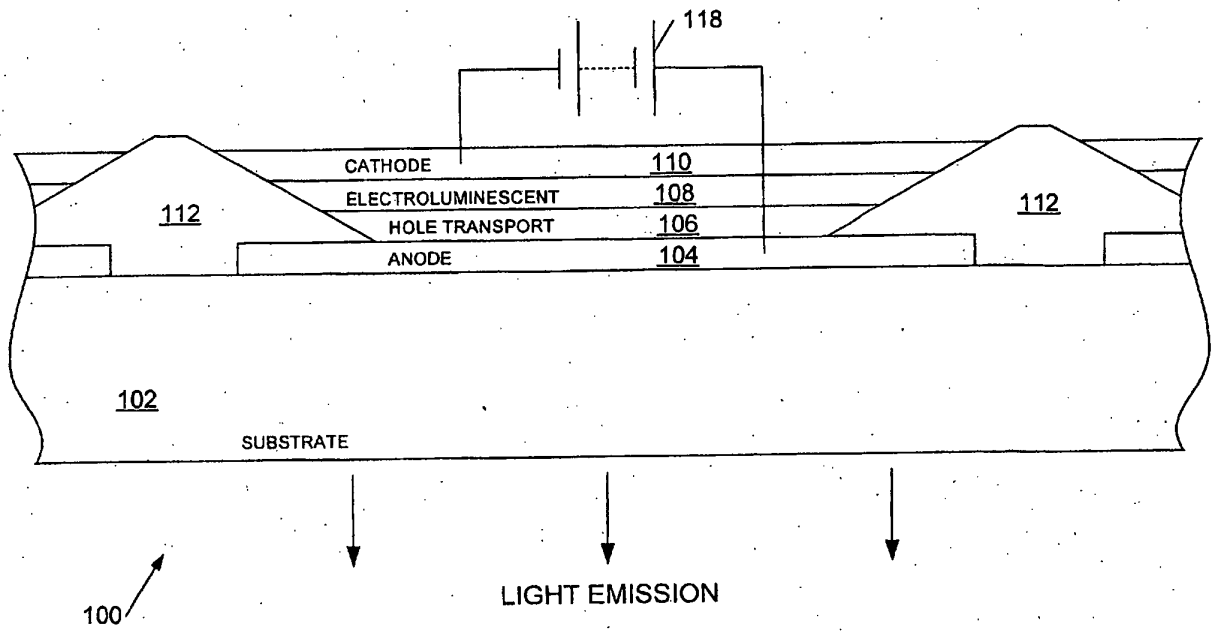 118
CATHODE 110
ELECTROLUMINESCENT 108
112 HOLE TRANSPORT 106 112
ANODE 104
102
SUBSTRATE
LIGHT EMISSION
100